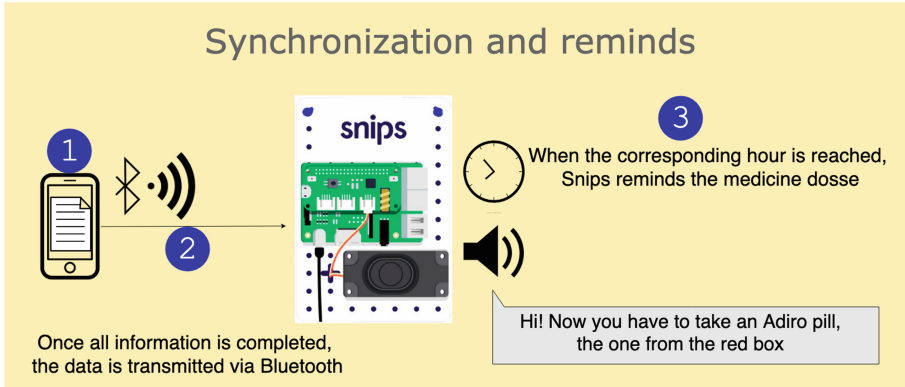 Synchronization and reminds
1
2
Once all information is completed,
the data is transmitted via Bluetooth
snips
3
When the corresponding hour is reached,
Snips reminds the medicine dosse
Hi! Now you have to take an Adiro pill,
the one from the red box